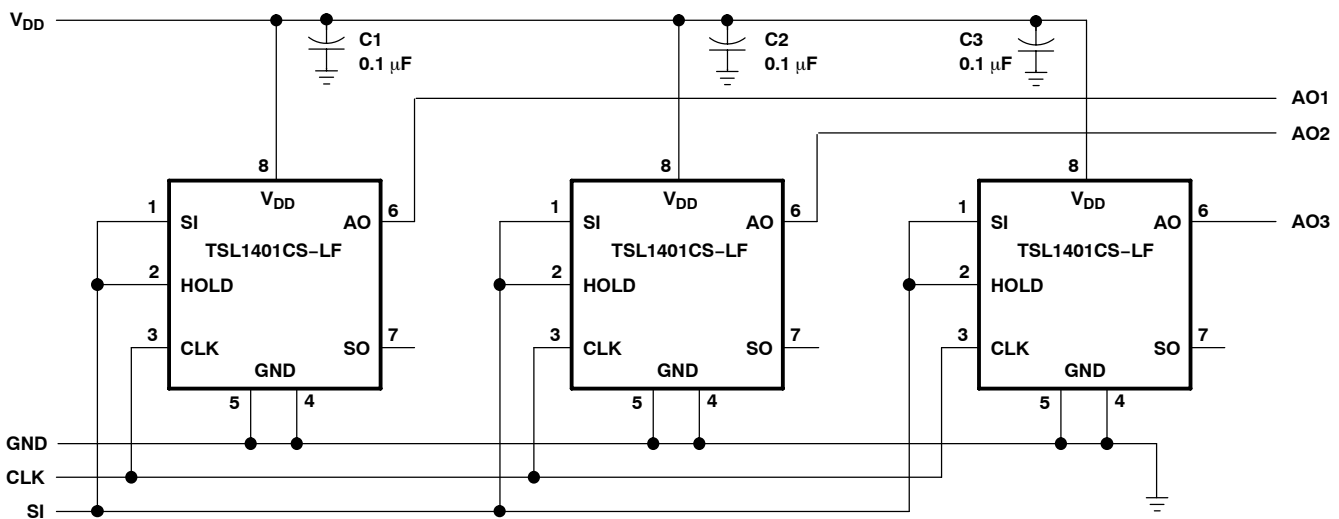 VDD
C1
0.1 μF
C2
0.1 μF
C3
0.1 μF
AO1
AO2
8
8
8
VDD
VDD
VDD
1
SI
AO
6
1
SI
AO
6
1
SI
AO
6
AO3
TSL1401CS−LF
TSL1401CS−LF
TSL1401CS−LF
2
HOLD
2
HOLD
2
HOLD
3
CLK
SO
7
3
CLK
SO
7
3
CLK
SO
7
GND
GND
GND
5
4
5
4
5
4
GND
CLK
SI